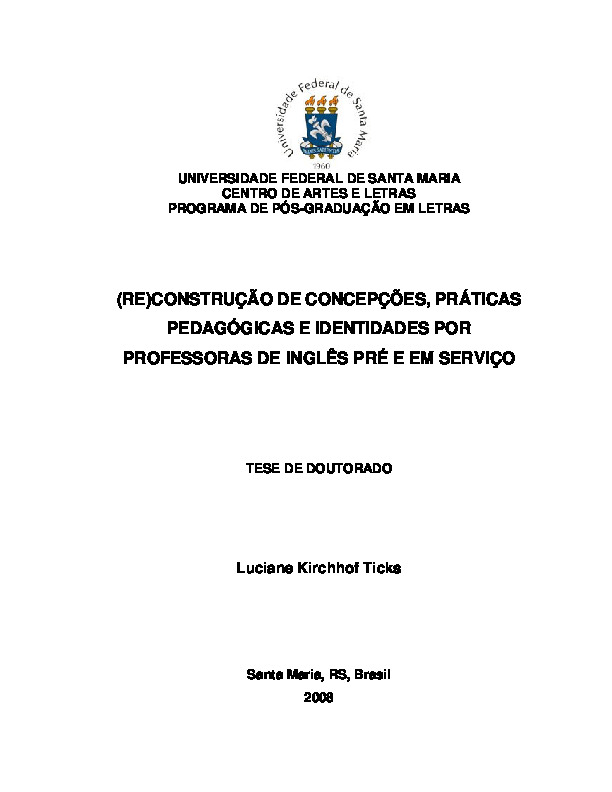 Universidade Federal de Santa Maria
1960
UNIVERSIDADE FEDERAL DE SANTA MARIA
CENTRO DE ARTES E LETRAS
PROGRAMA DE PÓS-GRADUAÇÃO EM LETRAS
(RE)CONSTRUÇÃO DE CONCEPÇÕES, PRÁTICAS
PEDAGÓGICAS E IDENTIDADES POR
PROFESSORAS DE INGLÊS PRÉ E EM SERVIÇO
TESE DE DOUTORADO
Luciane Kirchhof Ticks
Santa Maria, RS, Brasil
2008